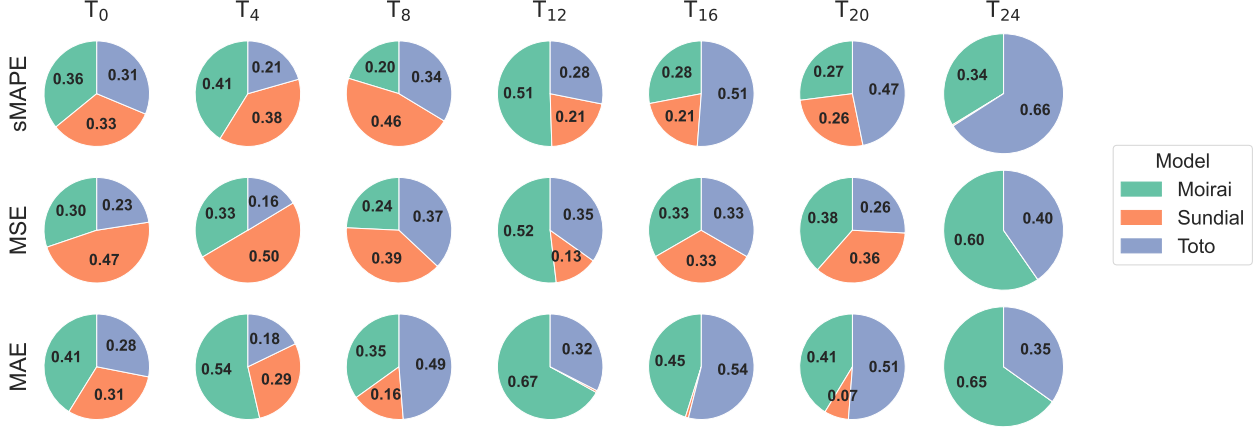 T0 T4 T8 T12 T16 T20 T24
sMAPE
0.36 0.31 0.33
0.41 0.21 0.38
0.20 0.34 0.46
0.51 0.28 0.21
0.28 0.51 0.21
0.27 0.47 0.26
0.34 0.66
MSE
0.30 0.23 0.47
0.33 0.16 0.50
0.24 0.37 0.39
0.52 0.35 0.13
0.33 0.33 0.33
0.38 0.26 0.36
0.60 0.40
MAE
0.41 0.28 0.31
0.54 0.18 0.29
0.35 0.49 0.16
0.67 0.32
0.45 0.54
0.41 0.51 0.07
0.65 0.35
Model
Moirai
Sundial
Toto